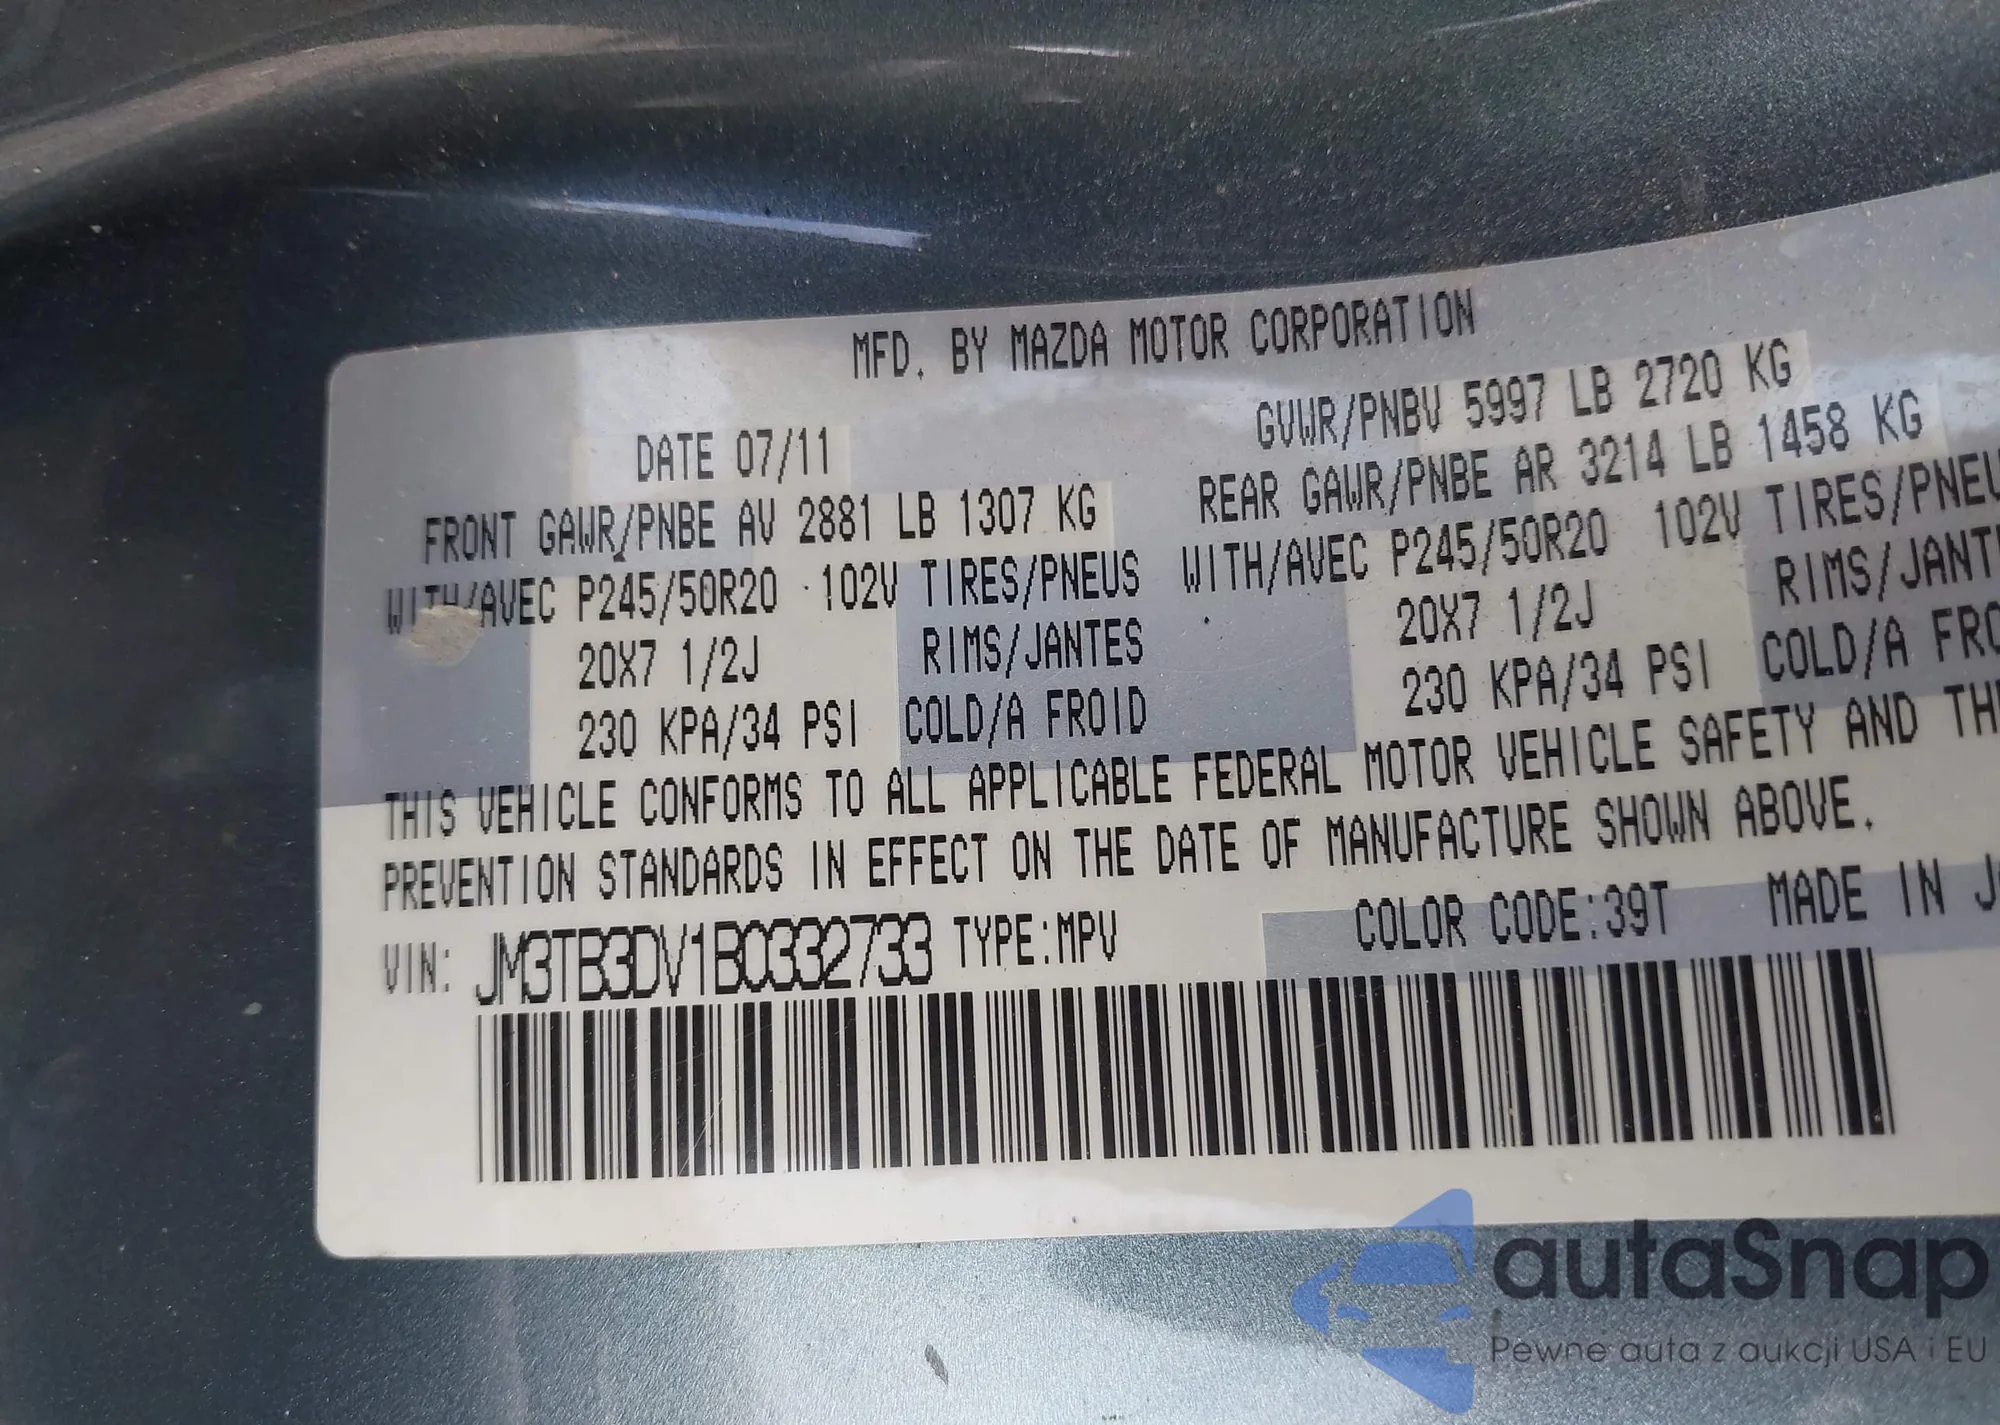 MFD. BY MAZDA MOTOR CORPORATION
DATE 07/11 GVWR/PNBV 5997 LB 2720 KG
FRONT GAWR/PNBE AV 2881 LB 1307 KG REAR GAWR/PNBE AR 3214 LB 1458 KG
WITH/AVEC P245/50R20 102V TIRES/PNEUS WITH/AVEC P245/50R20 102V TIRES/PNEU
20X7 1/2J RIMS/JANTES 20X7 1/2J RIMS/JANT
230 KPA/34 PSI COLD/A FROID 230 KPA/34 PSI COLD/A FRO
THIS VEHICLE CONFORMS TO ALL APPLICABLE FEDERAL MOTOR VEHICLE SAFETY AND TH
PREVENTION STANDARDS IN EFFECT ON THE DATE OF MANUFACTURE SHOWN ABOVE.
VIN: JM3TB3DV1B0332733 TYPE:MPV COLOR CODE:39T MADE IN J
autaSnap
Pewne auta z aukcji USA i EU